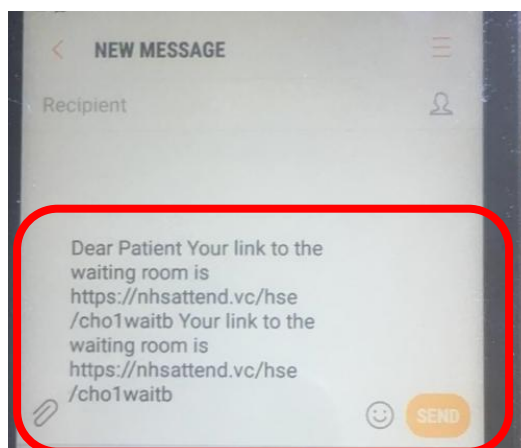 NEW MESSAGE
Recipient
Dear Patient Your link to the
waiting room is
https://nhsattend.vc/hse
/cho1waitb Your link to the
waiting room is
https://nhsattend.vc/hse
/cho1waitb
SEND